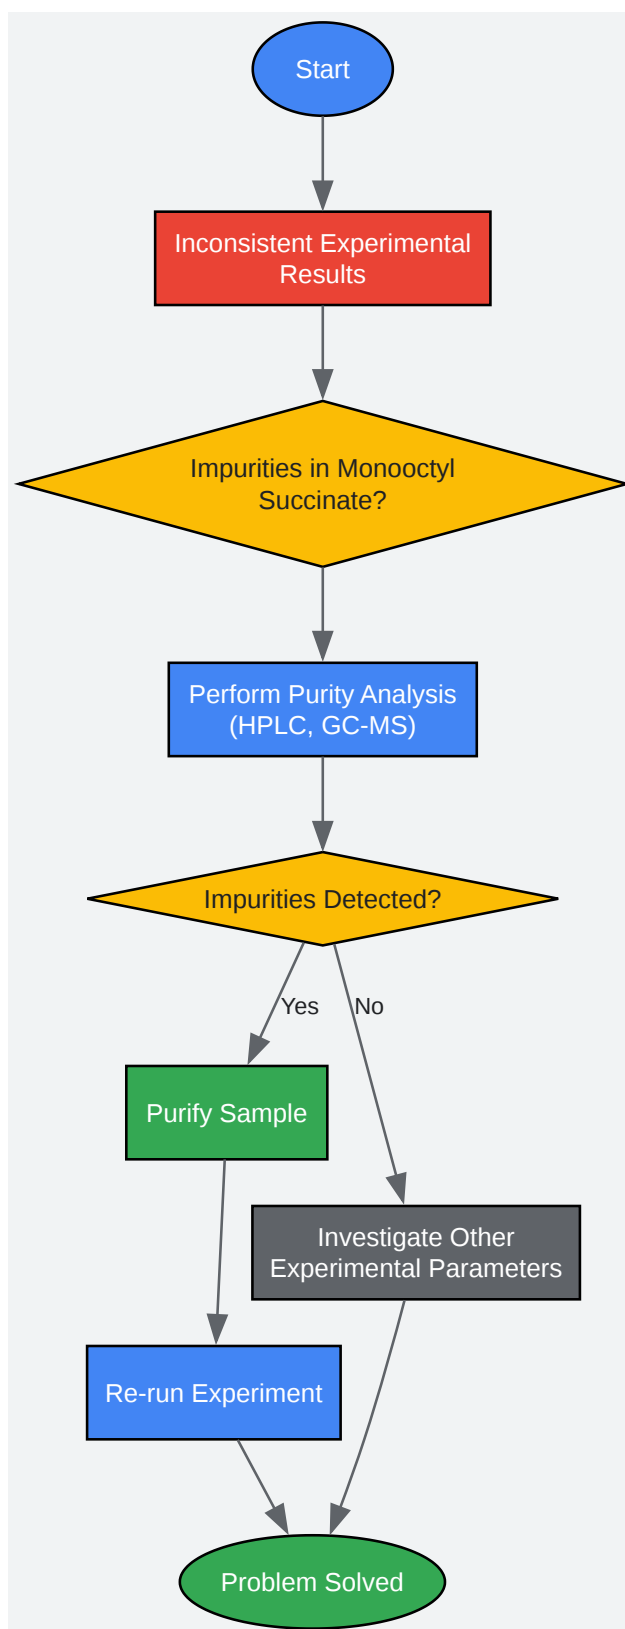 Start
Inconsistent Experimental
Results
Impurities in Monooctyl
Succinate?
Perform Purity Analysis
(HPLC, GC-MS)
Impurities Detected?
Yes
No
Purify Sample
Investigate Other
Experimental Parameters
Re-run Experiment
Problem Solved